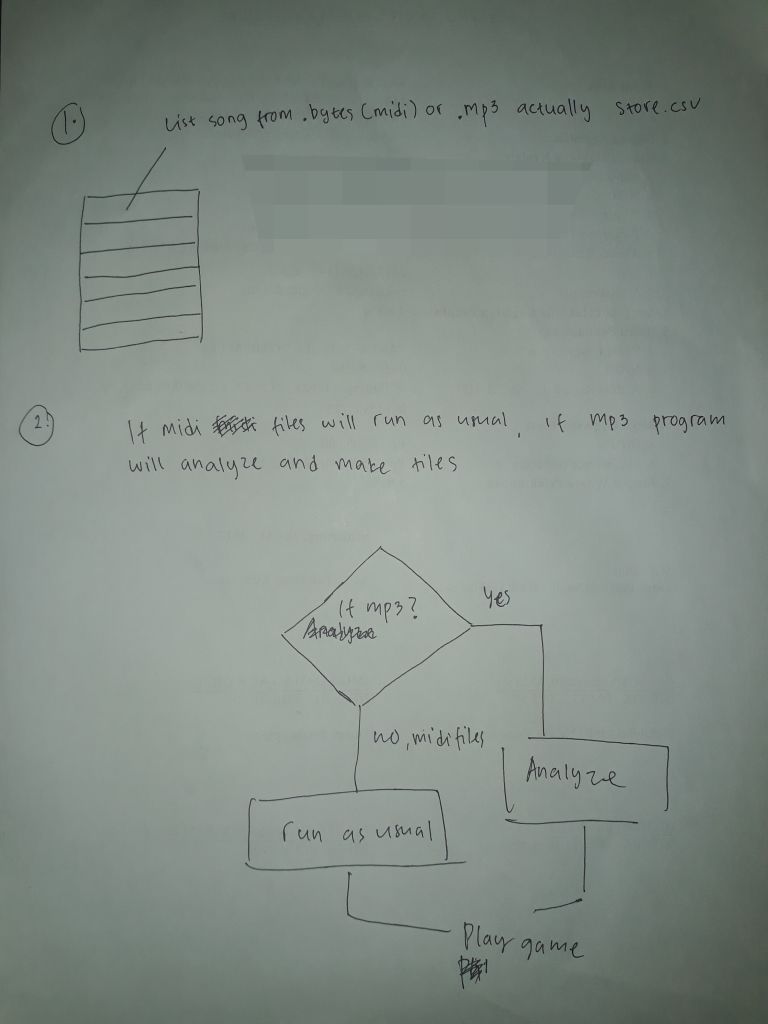 1.
List song from .bytes (midi) or .mp3 actually store.csv
2.
If midi files will run as usual, if mp3 program
will analyze and make tiles
If mp3?
Analyze
Yes
no, midi files
Analyze
run as usual
Play game